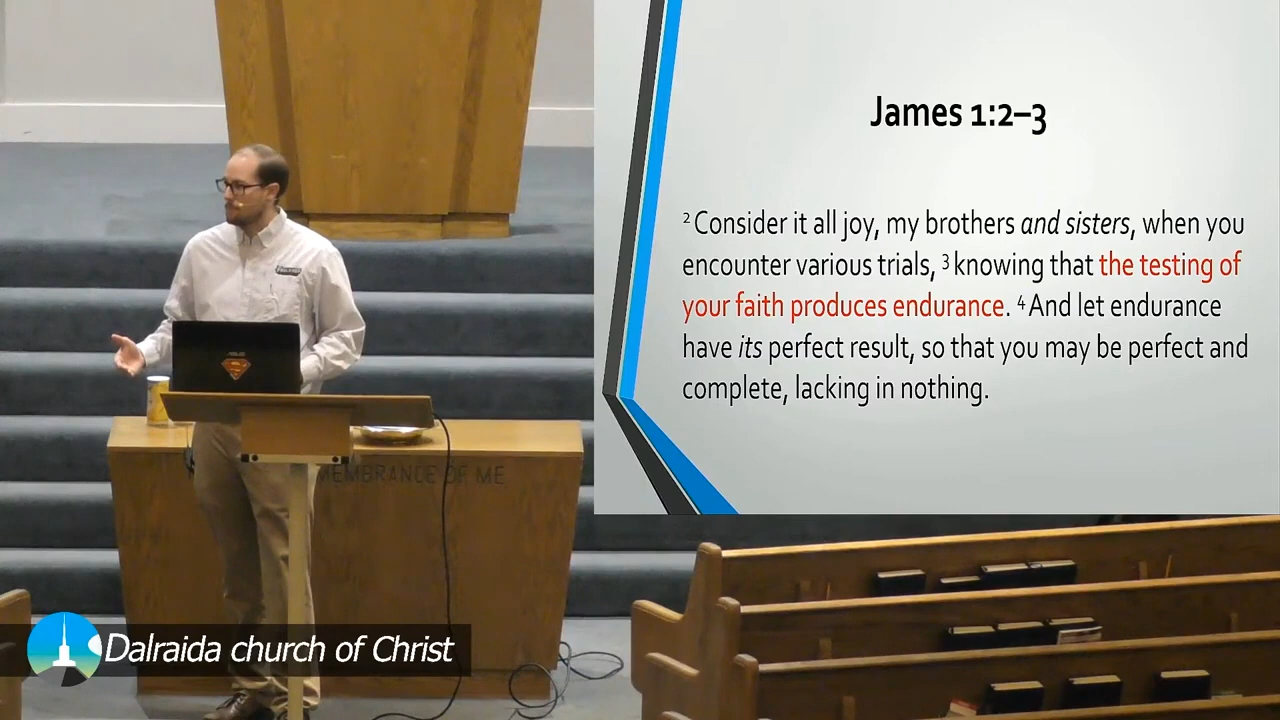 James 1:2–3
² Consider it all joy, my brothers and sisters, when you
encounter various trials, ³ knowing that the testing of
your faith produces endurance. ⁴ And let endurance
have its perfect result, so that you may be perfect and
complete, lacking in nothing.
ASUS
MEMBRANCE OF ME
Dalraida church of Christ